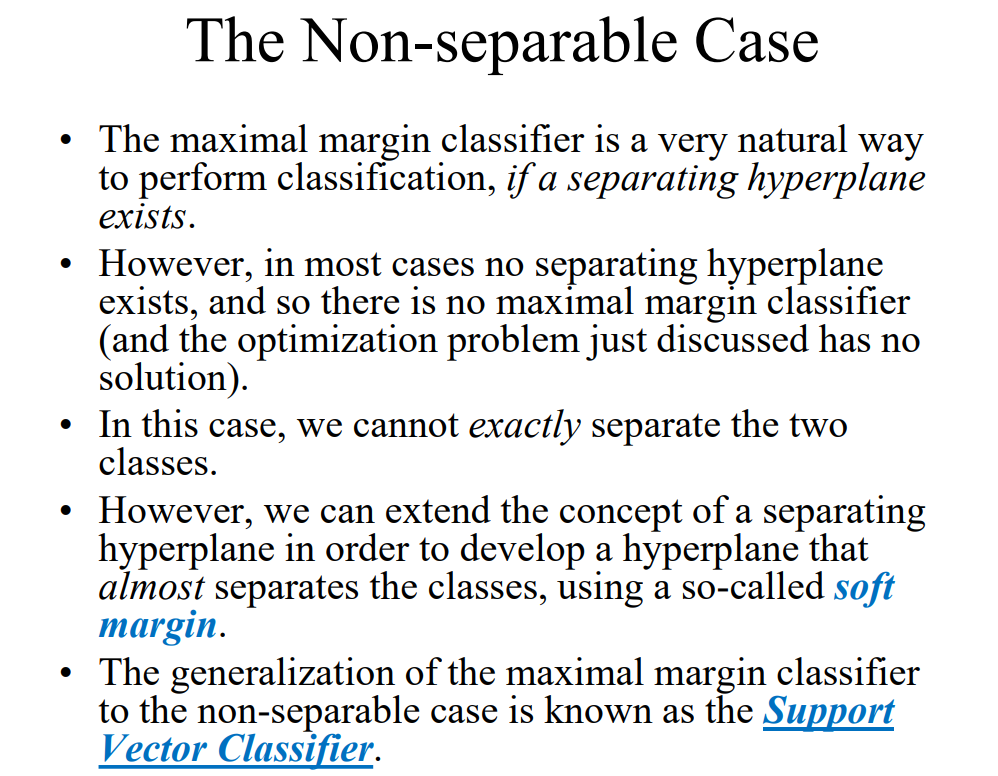 The Non-separable Case
• The maximal margin classifier is a very natural way
to perform classification, if a separating hyperplane
exists.
• However, in most cases no separating hyperplane
exists, and so there is no maximal margin classifier
(and the optimization problem just discussed has no
solution).
• In this case, we cannot exactly separate the two
classes.
• However, we can extend the concept of a separating
hyperplane in order to develop a hyperplane that
almost separates the classes, using a so-called soft
margin.
• The generalization of the maximal margin classifier
to the non-separable case is known as the Support
Vector Classifier.